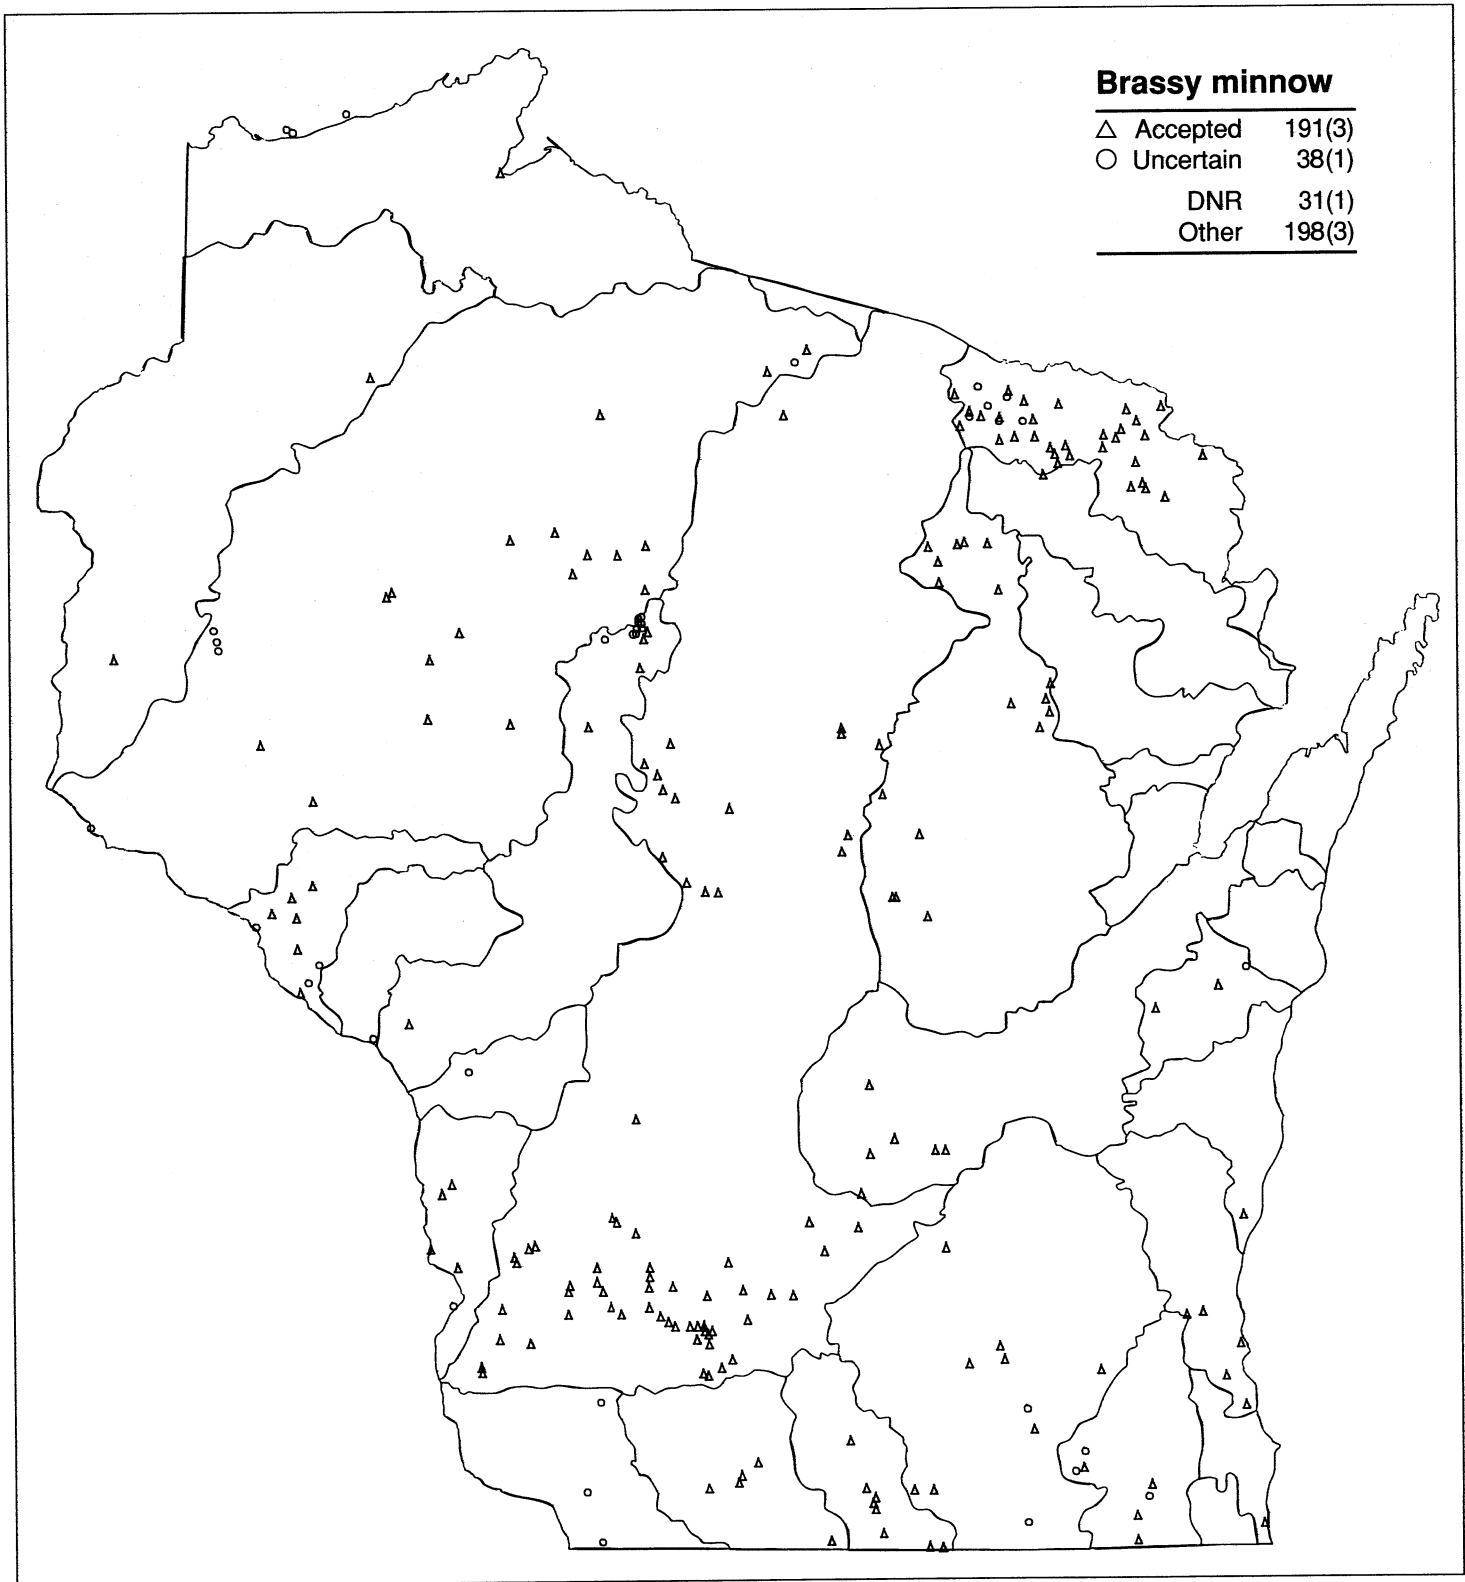 Brassy minnow
△ Accepted 191(3)
○ Uncertain 38(1)
DNR 31(1)
Other 198(3)